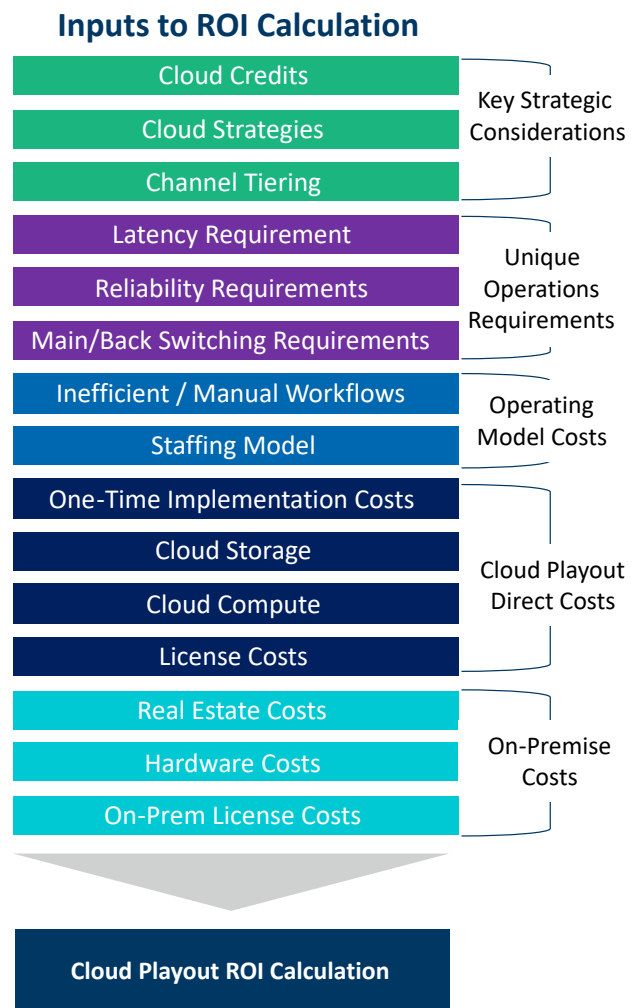 Inputs to ROI Calculation
Cloud Credits
Cloud Strategies
Channel Tiering
Key Strategic
Considerations
Latency Requirement
Reliability Requirements
Main/Back Switching Requirements
Unique
Operations
Requirements
Inefficient / Manual Workflows
Staffing Model
Operating
Model Costs
One-Time Implementation Costs
Cloud Storage
Cloud Compute
License Costs
Cloud Playout
Direct Costs
Real Estate Costs
Hardware Costs
On-Prem License Costs
On-Premise
Costs
Cloud Playout ROI Calculation